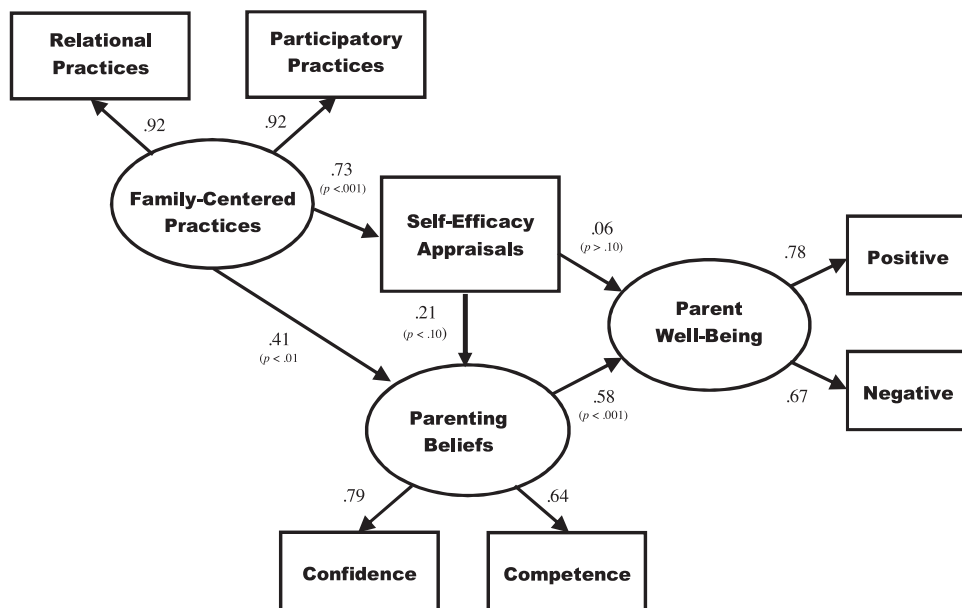 Relational
Practices
Participatory
Practices
.92
.92
.73
(p <.001)
Family-Centered
Practices
Self-Efficacy
Appraisals
.06
(p > .10)
.78
Positive
Parent
Well-Being
.21
(p < .10)
.41
(p < .01
.58
(p < .001)
.67
Negative
Parenting
Beliefs
.79
.64
Confidence
Competence